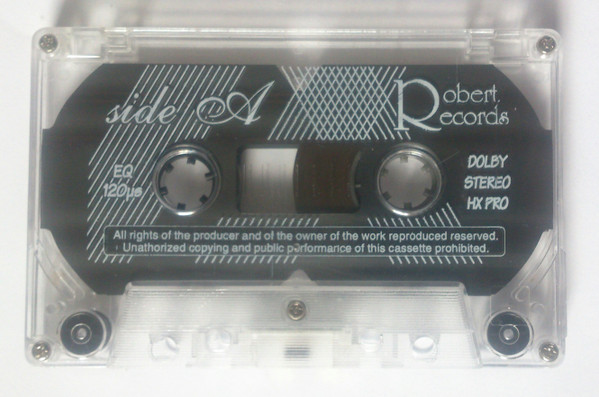 side A
Robert
Records
EQ
120µs
DOLBY
STEREO
HX PRO
All rights of the producer and of the owner of the work reproduced reserved.
Unathorized copying and public performance of this cassette prohibited.